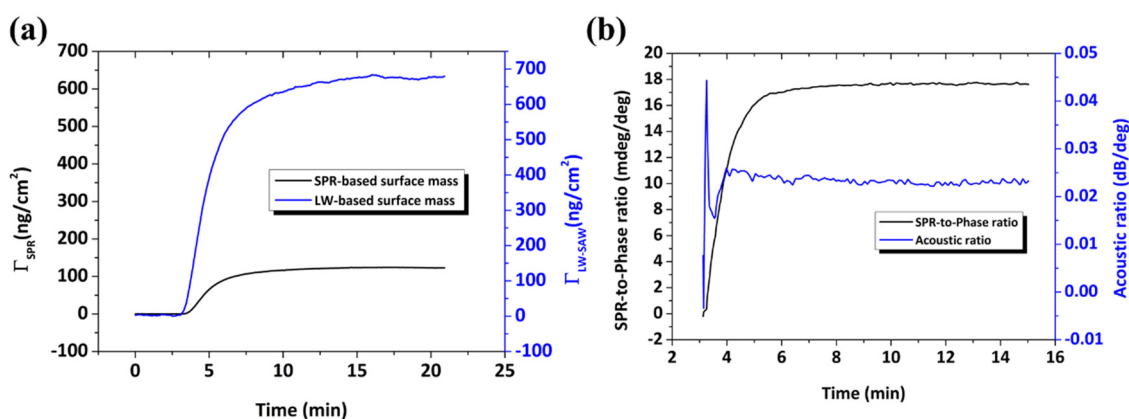 (a)
700
600
500
400
300
200
100
0
-100
Γ SPR (ng/cm²)
SPR-based surface mass
LW-based surface mass
700
600
500
400
300
200
100
0
-100
Γ LW-SAW (ng/cm²)
0 5 10 15 20 25
Time (min)
(b)
20
18
16
14
12
10
8
6
4
2
0
-2
SPR-to-Phase ratio (mdeg/deg)
SPR-to-Phase ratio
Acoustic ratio
0.05
0.04
0.03
0.02
0.01
0.00
-0.01
Acoustic ratio (dB/deg)
2 4 6 8 10 12 14 16
Time (min)